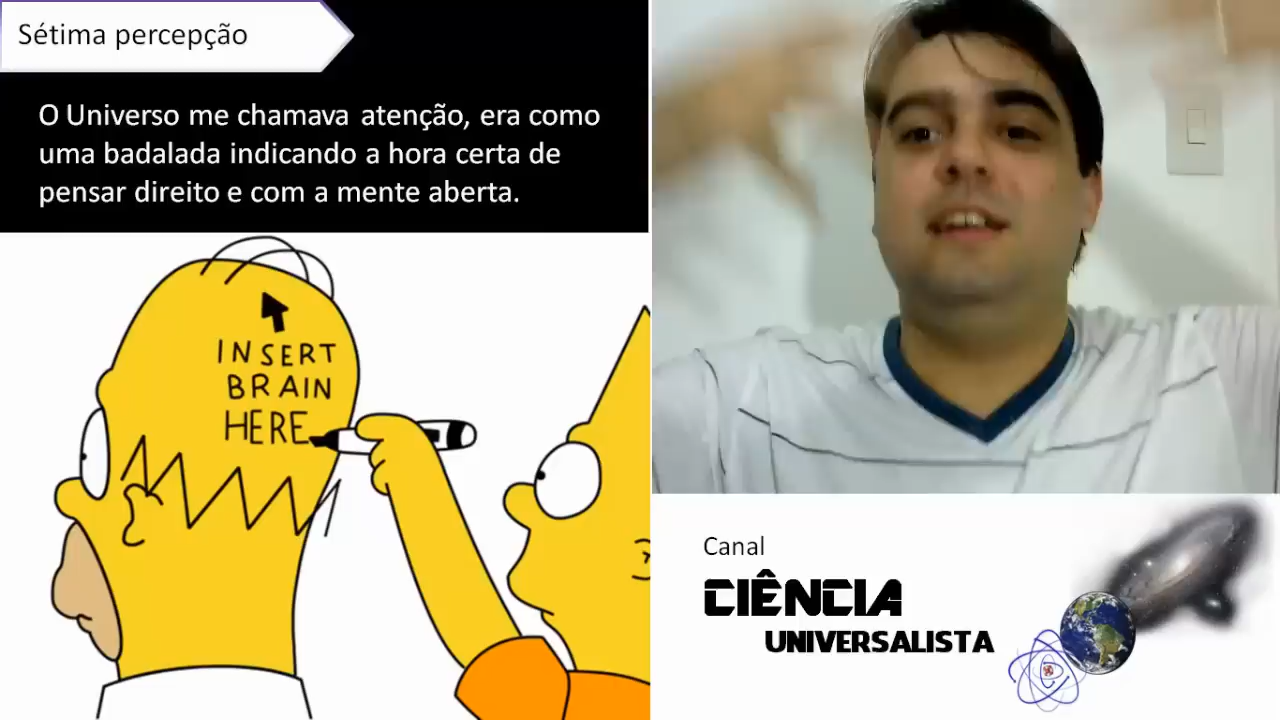 Sétima percepção
O Universo me chamava atenção, era como
uma badalada indicando a hora certa de
pensar direito e com a mente aberta.
INSERT
BRAIN
HERE
Canal
CIÊNCIA
UNIVERSALISTA